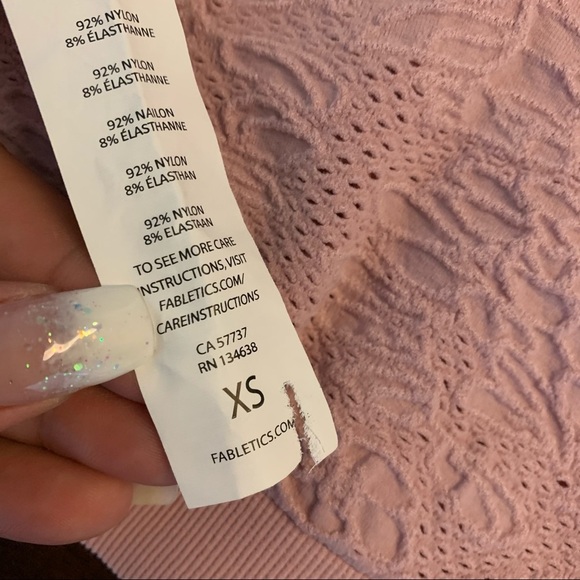 92% NYLON
8% ÉLASTHANNE
92% NYLON
8% ÉLASTHANNE
92% NAILON
8% ÉLASTHANNE
92% NYLON
8% ÉLASTHAN
92% NYLON
8% ELASTAAN
TO SEE MORE CARE
INSTRUCTIONS, VISIT
FABLETICS.COM/
CAREINSTRUCTIONS
CA 57737
RN 134638
XS
FABLETICS.COM